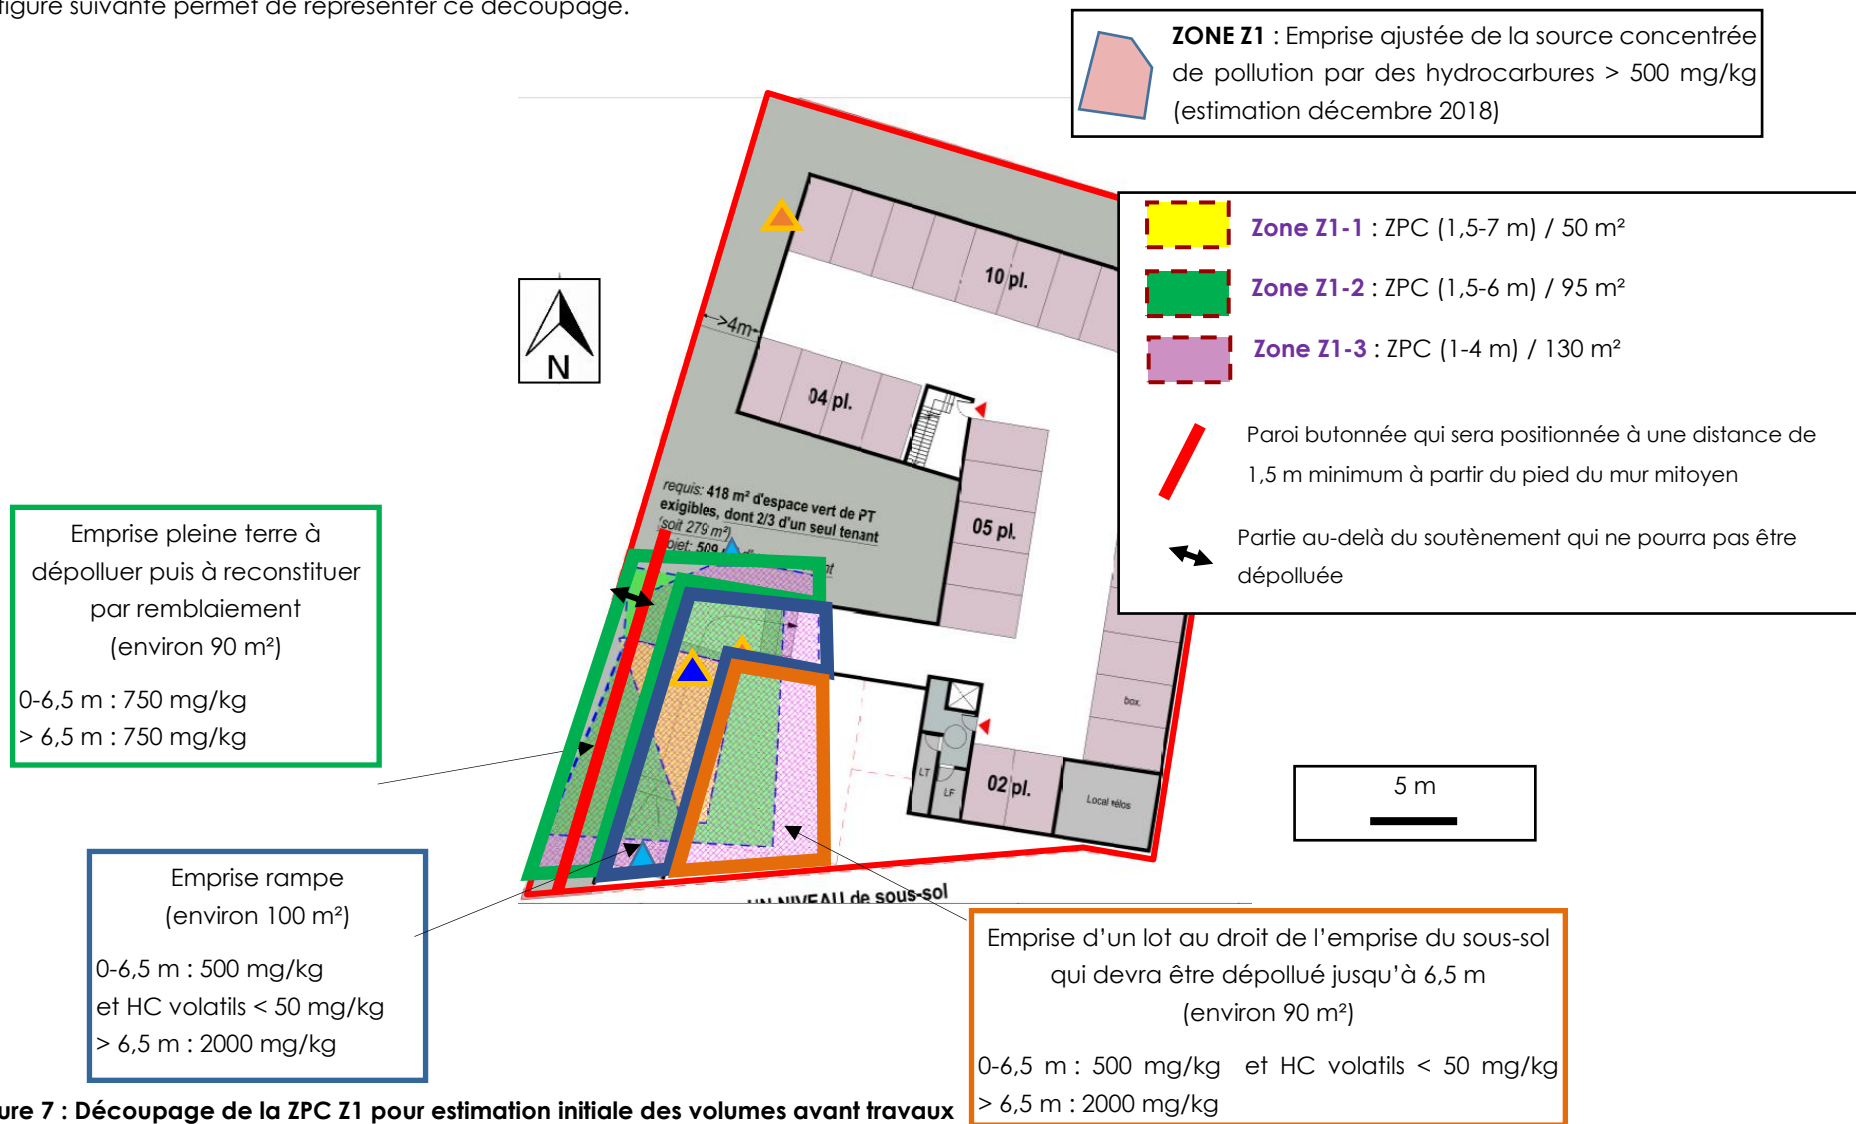 figure suivante permet de représenter ce découpage.
ZONE Z1 : Emprise ajustée de la source concentrée
de pollution par des hydrocarbures > 500 mg/kg
(estimation décembre 2018)
Zone Z1-1 : ZPC (1,5-7 m) / 50 m²
Zone Z1-2 : ZPC (1,5-6 m) / 95 m²
Zone Z1-3 : ZPC (1-4 m) / 130 m²
Paroi butonnée qui sera positionnée à une distance de
1,5 m minimum à partir du pied du mur mitoyen
Partie au-delà du soutènement qui ne pourra pas être
dépolluée
N
10 pl.
>4m
04 pl.
requis: 418 m² d'espace vert de PT
exigibles, dont 2/3 d'un seul tenant
(soit 279 m²)
ojet: 509
nt
05 pl.
box.
LT
LF
02 pl.
Local vélos
UN NIVEAU de sous-sol
5 m
Emprise pleine terre à
dépolluer puis à reconstituer
par remblaiement
(environ 90 m²)
0-6,5 m : 750 mg/kg
> 6,5 m : 750 mg/kg
Emprise rampe
(environ 100 m²)
0-6,5 m : 500 mg/kg
et HC volatils < 50 mg/kg
> 6,5 m : 2000 mg/kg
Emprise d'un lot au droit de l'emprise du sous-sol
qui devra être dépollué jusqu'à 6,5 m
(environ 90 m²)
0-6,5 m : 500 mg/kg et HC volatils < 50 mg/kg
> 6,5 m : 2000 mg/kg
ure 7 : Découpage de la ZPC Z1 pour estimation initiale des volumes avant travaux